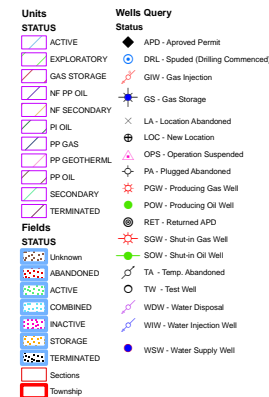 Units
STATUS
ACTIVE
EXPLORATORY
GAS STORAGE
NF PP OIL
NF SECONDARY
PI OIL
PP GAS
PP GEOTHERML
PP OIL
SECONDARY
TERMINATED
Fields
STATUS
Unknown
ABANDONED
ACTIVE
COMBINED
INACTIVE
STORAGE
TERMINATED
Sections
Township
Wells Query
Status
APD - Aproved Permit
DRL - Spuded (Drilling Commenced)
GIW - Gas Injection
GS - Gas Storage
LA - Location Abandoned
LOC - New Location
OPS - Operation Suspended
PA - Plugged Abandoned
PGW - Producing Gas Well
POW - Producing Oil Well
RET - Returned APD
SGW - Shut-in Gas Well
SOW - Shut-in Oil Well
TA - Temp. Abandoned
TW - Test Well
WDW - Water Disposal
WIW - Water Injection Well
WSW - Water Supply Well